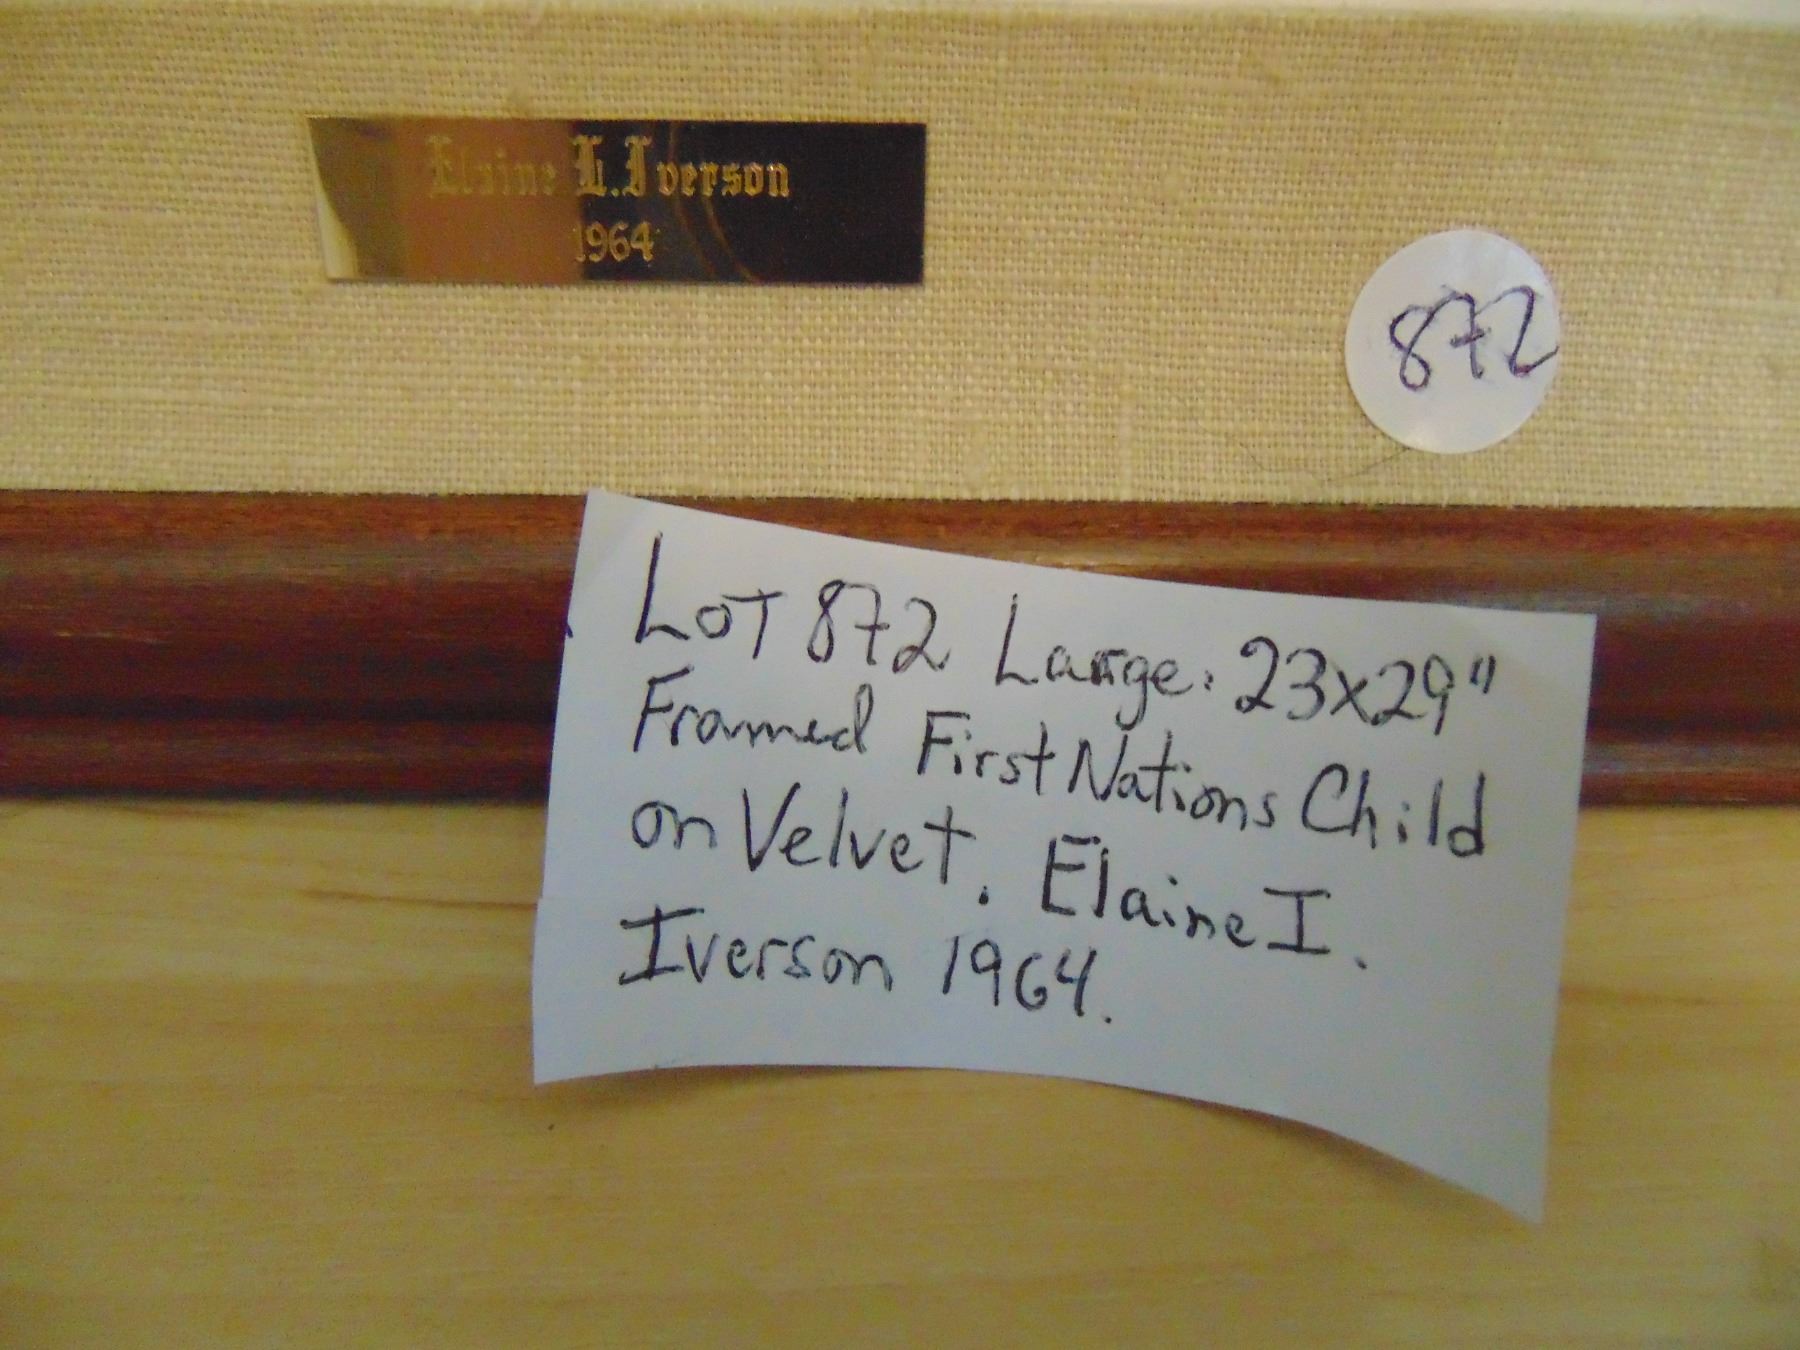 Elaine L. Iverson
1964
872
LOT 872 Large: 23x29"
Framed First Nations Child
on Velvet. Elaine I.
Iverson 1964.